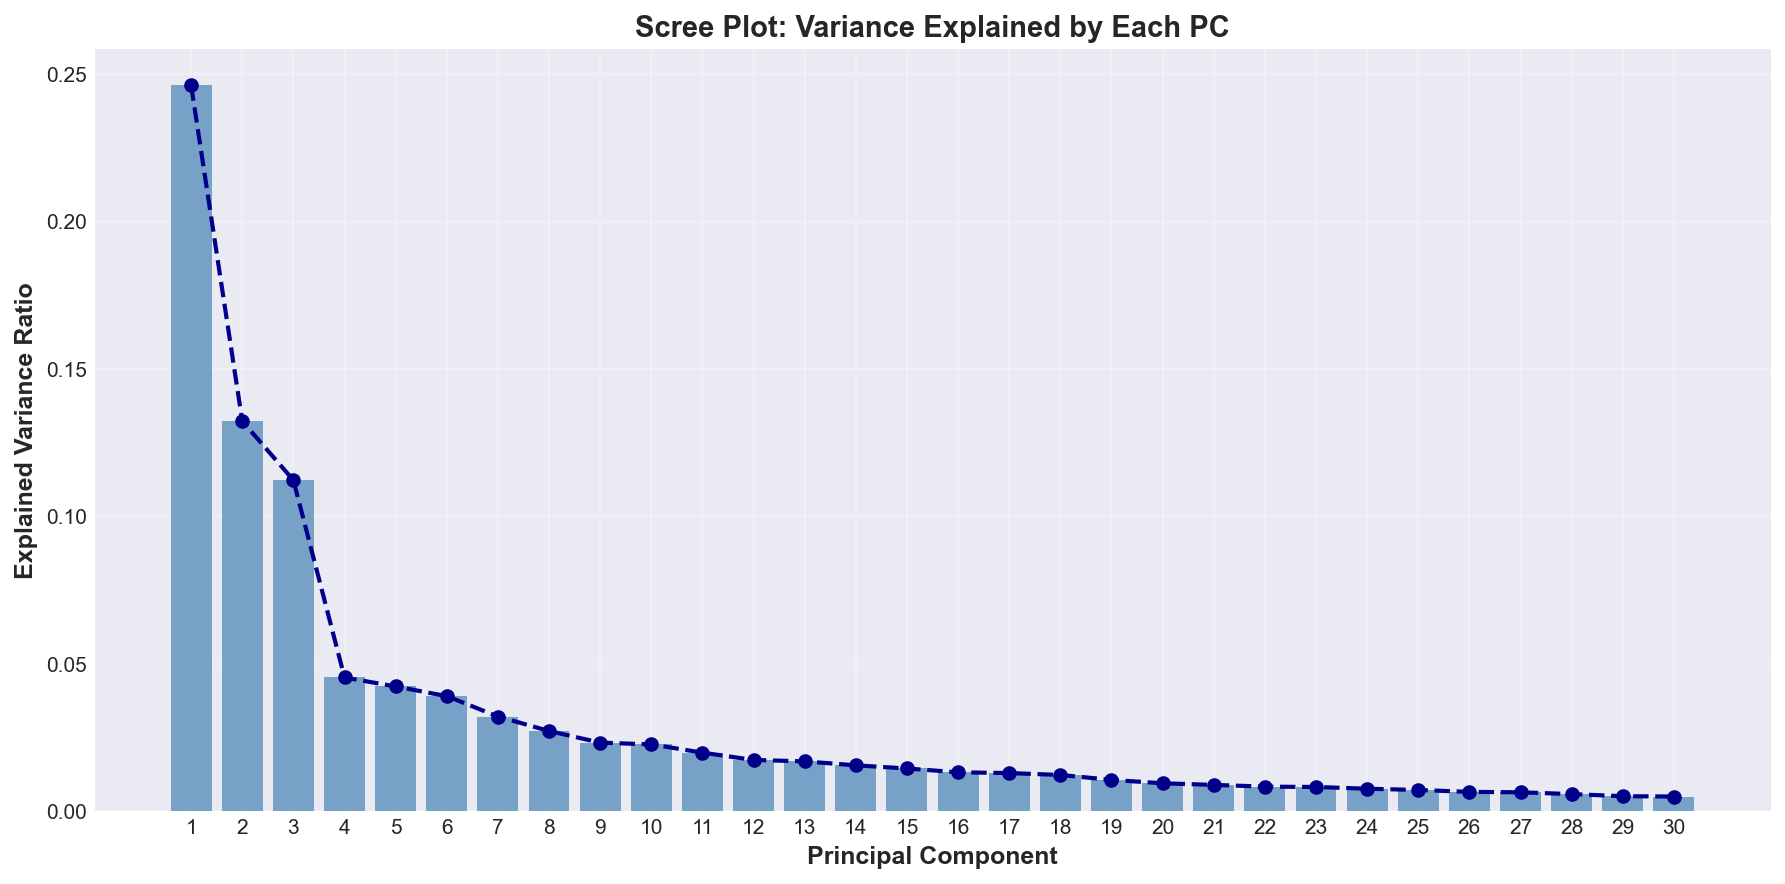 Scree Plot: Variance Explained by Each PC
Explained Variance Ratio
0.25
0.20
0.15
0.10
0.05
0.00
1 2 3 4 5 6 7 8 9 10 11 12 13 14 15 16 17 18 19 20 21 22 23 24 25 26 27 28 29 30
Principal Component